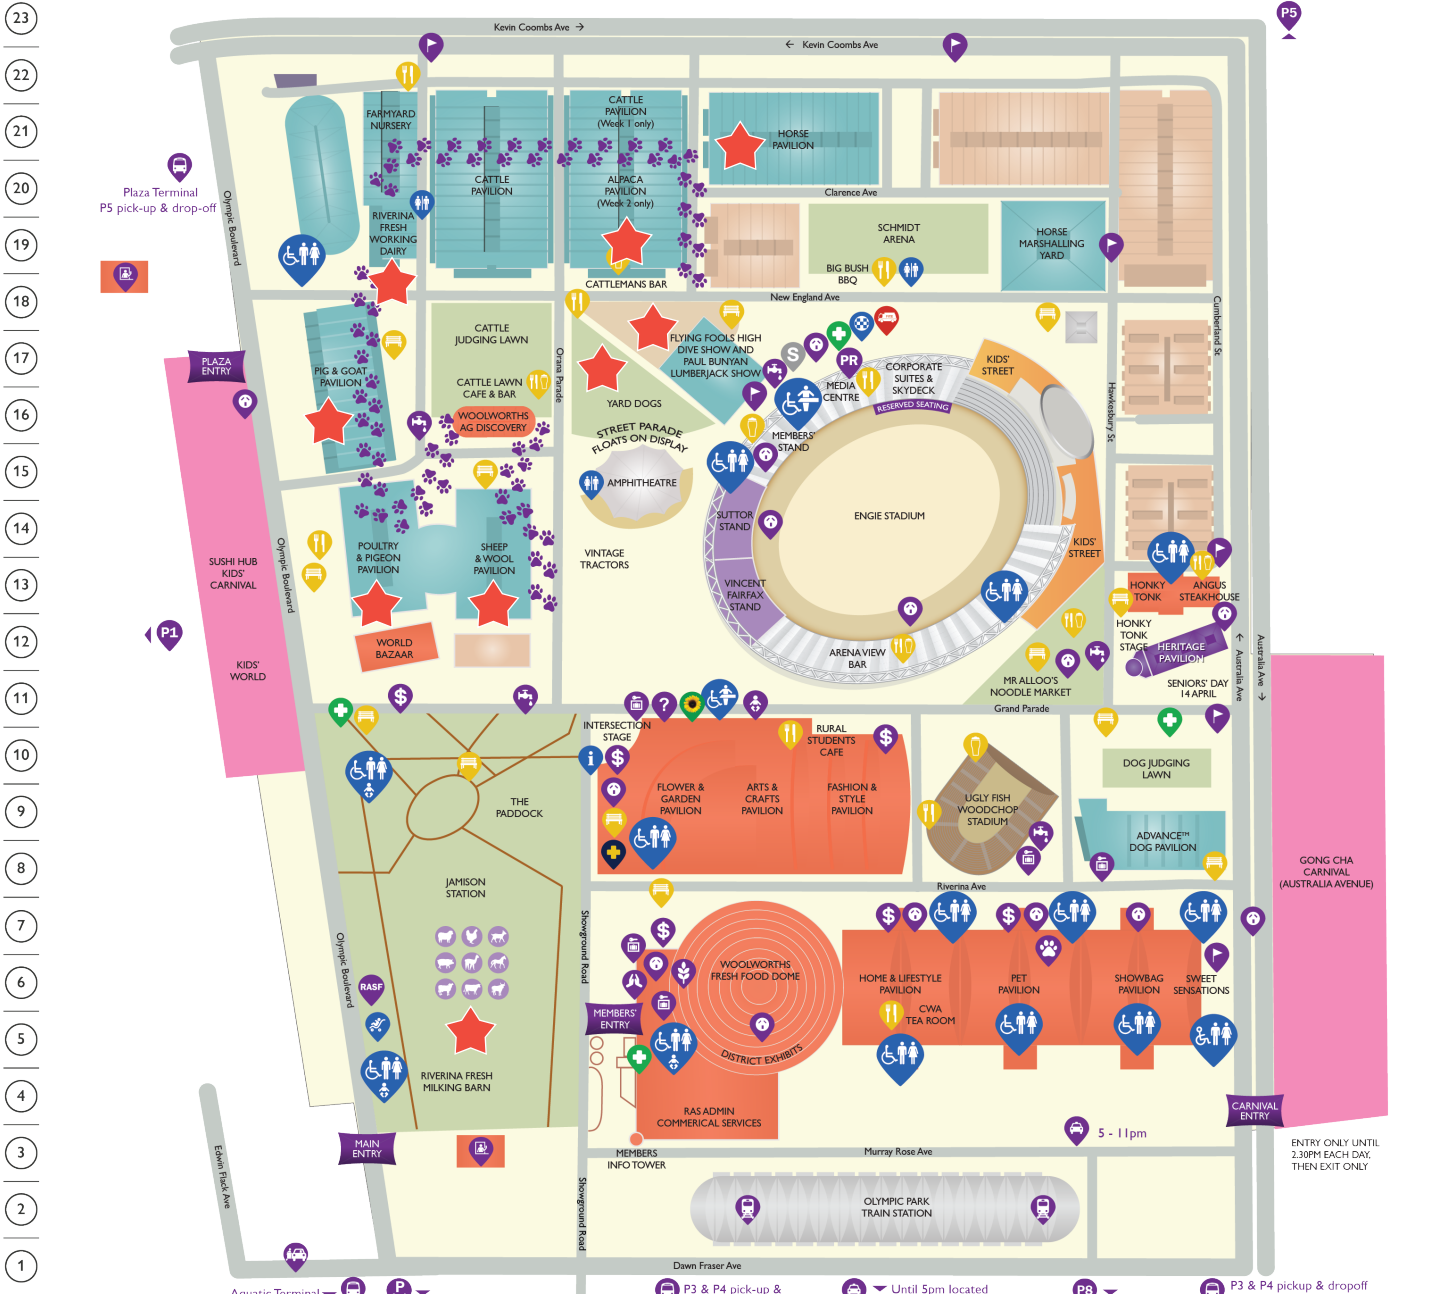 23
22
21
20
19
18
17
16
15
14
13
12
11
10
9
8
7
6
5
4
3
2
1
Kevin Coombs Ave →
← Kevin Coombs Ave
P5
FARMYARD
NURSERY
CATTLE
PAVILION
(Week 1 only)
HORSE
PAVILION
Plaza Terminal
P5 pick-up & drop-off
Olympic Boulevard
CATTLE
PAVILION
ALPACA
PAVILION
(Week 2 only)
Clarence Ave
RIVERINA
FRESH
WORKING
DAIRY
SCHMIDT
ARENA
HORSE
MARSHALLING
YARD
BIG BUSH
BBQ
CATTLEMANS BAR
New England Ave
Cumberland St
CATTLE
JUDGING LAWN
FLYING FOOLS HIGH
DIVE SHOW AND
PAUL BUNYAN
LUMBERJACK SHOW
S
PR
PLAZA
ENTRY
PIG & GOAT
PAVILION
CATTLE LAWN
CAFE & BAR
Orana Parade
MEDIA
CENTRE
CORPORATE
SUITES &
SKYDECK
RESERVED SEATING
KIDS'
STREET
YARD DOGS
WOOLWORTHS
AG DISCOVERY
Hawkesbury St
STREET PARADE
FLOATS ON DISPLAY
MEMBERS'
STAND
AMPHITHEATRE
SUTTOR
STAND
ENGIE STADIUM
Olympic Boulevard
POULTRY
& PIGEON
PAVILION
SHEEP
& WOOL
PAVILION
VINTAGE
TRACTORS
KIDS'
STREET
SUSHI HUB
KIDS'
CARNIVAL
VINCENT
FAIRFAX
STAND
HONKY
TONK
ANGUS
STEAKHOUSE
P1
WORLD
BAZAAR
HONKY
TONK
STAGE
HERITAGE
PAVILION
ARENA VIEW
BAR
KIDS'
WORLD
MR ALLOO'S
NOODLE MARKET
SENIORS' DAY
14 APRIL
← Australia Ave
Australia Ave →
Grand Parade
$
?
INTERSECTION
STAGE
i
$
RURAL
STUDENTS
CAFE
$
DOG JUDGING
LAWN
THE
PADDOCK
FLOWER &
GARDEN
PAVILION
ARTS &
CRAFTS
PAVILION
FASHION &
STYLE
PAVILION
UGLY FISH
WOODCHOP
STADIUM
ADVANCE™
DOG PAVILION
GONG CHA
CARNIVAL
(AUSTRALIA AVENUE)
JAMISON
STATION
Riverina Ave
Olympic Boulevard
Showground Road
$
$
$
WOOLWORTHS
FRESH FOOD DOME
HOME & LIFESTYLE
PAVILION
PET
PAVILION
SHOWBAG
PAVILION
SWEET
SENSATIONS
RASF
CWA
TEA ROOM
MEMBERS'
ENTRY
DISTRICT EXHIBITS
RIVERINA FRESH
MILKING BARN
RAS ADMIN
COMMERICAL SERVICES
CARNIVAL
ENTRY
5 - 11pm
MAIN
ENTRY
MEMBERS
INFO TOWER
Murray Rose Ave
ENTRY ONLY UNTIL
2.30PM EACH DAY,
THEN EXIT ONLY
Edwin Flack Ave
Showground Road
OLYMPIC PARK
TRAIN STATION
Dawn Fraser Ave
Aquatic Terminal
P
P3 & P4 pick-up &
Until 5pm located
P8
P3 & P4 pickup & dropoff